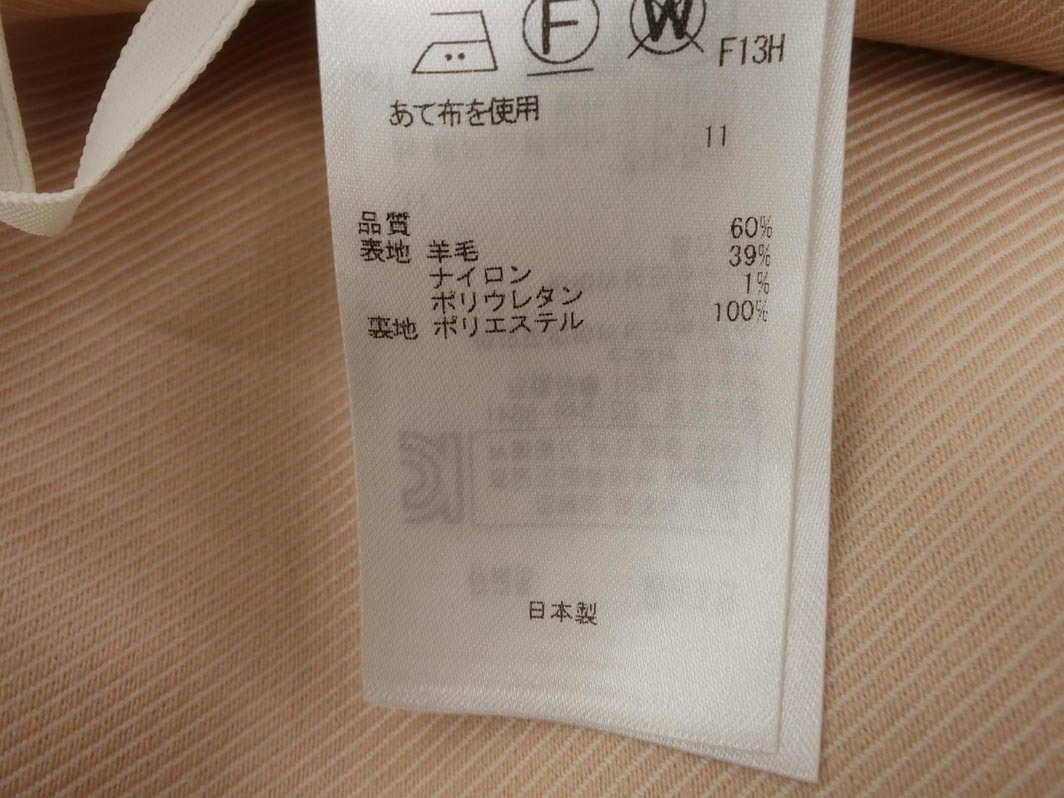 F W F13H
あて布を使用
11
品質
表地 羊毛 60%
ナイロン 39%
ポリウレタン 1%
裏地 ポリエステル 100%
日本製